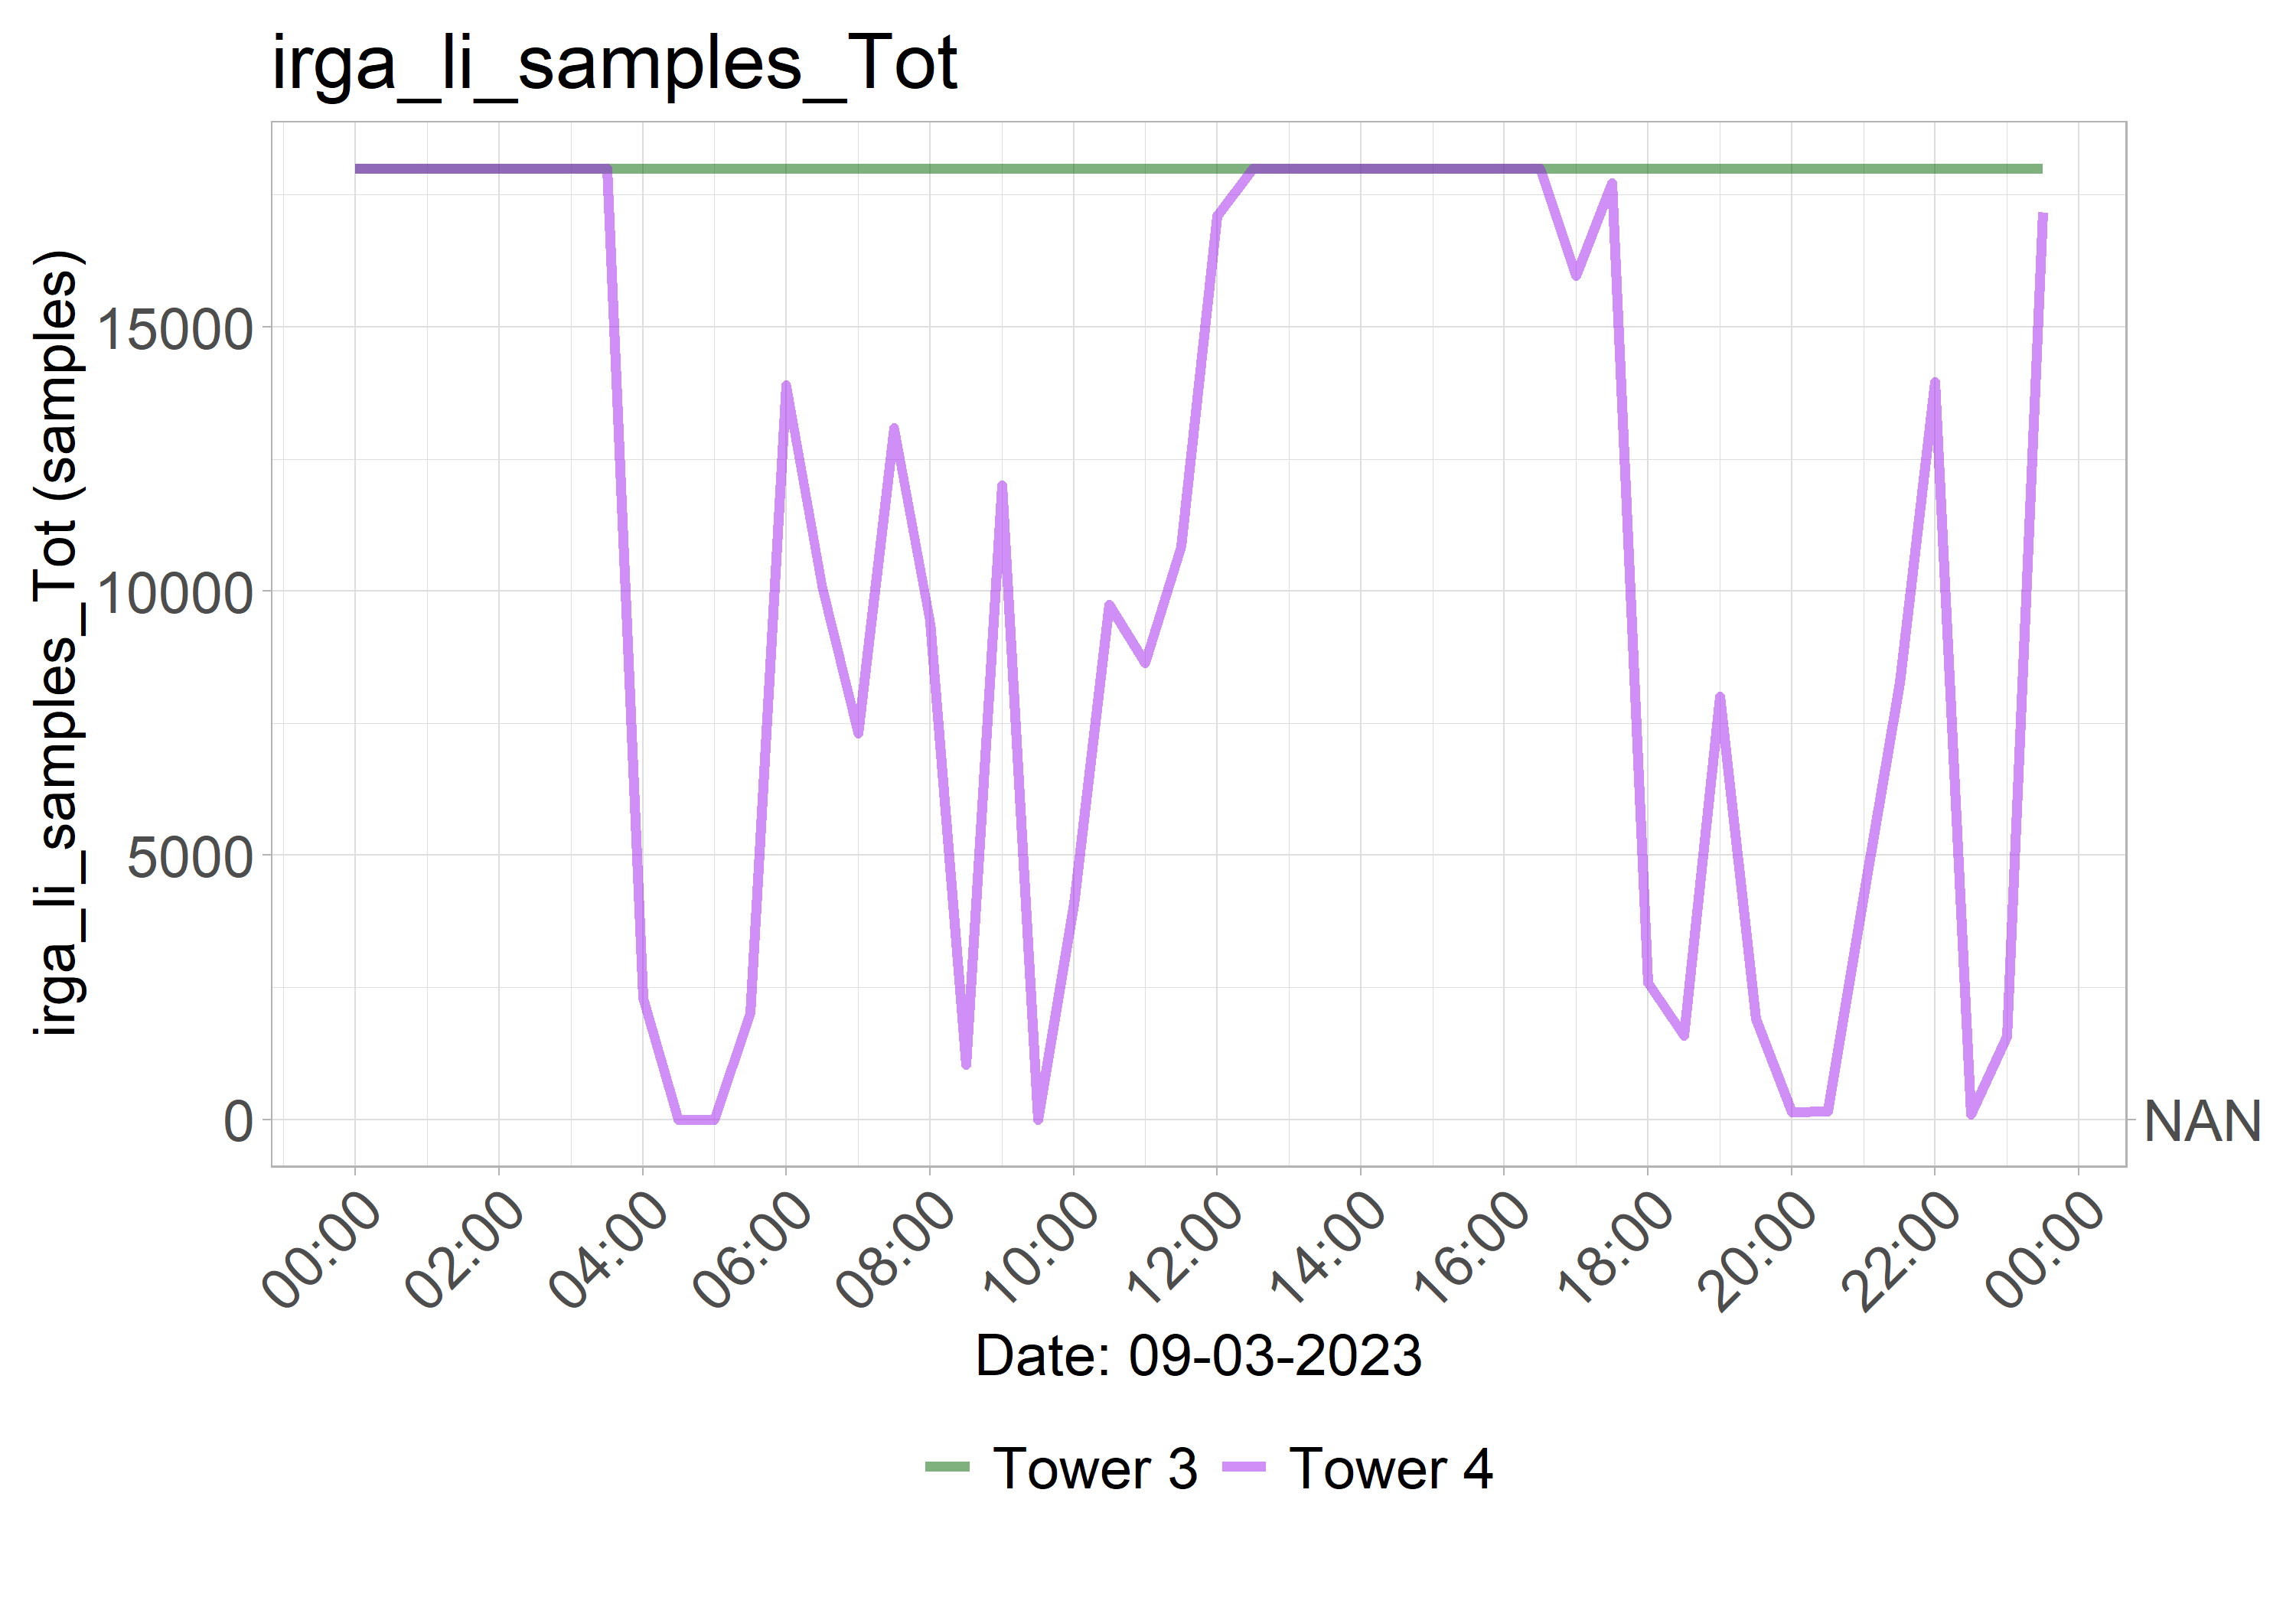 irga_li_samples_Tot
irga_li_samples_Tot (samples)
15000
10000
5000
0
NAN
00:00
02:00
04:00
06:00
08:00
10:00
12:00
14:00
16:00
18:00
20:00
22:00
00:00
Date: 09-03-2023
Tower 3
Tower 4